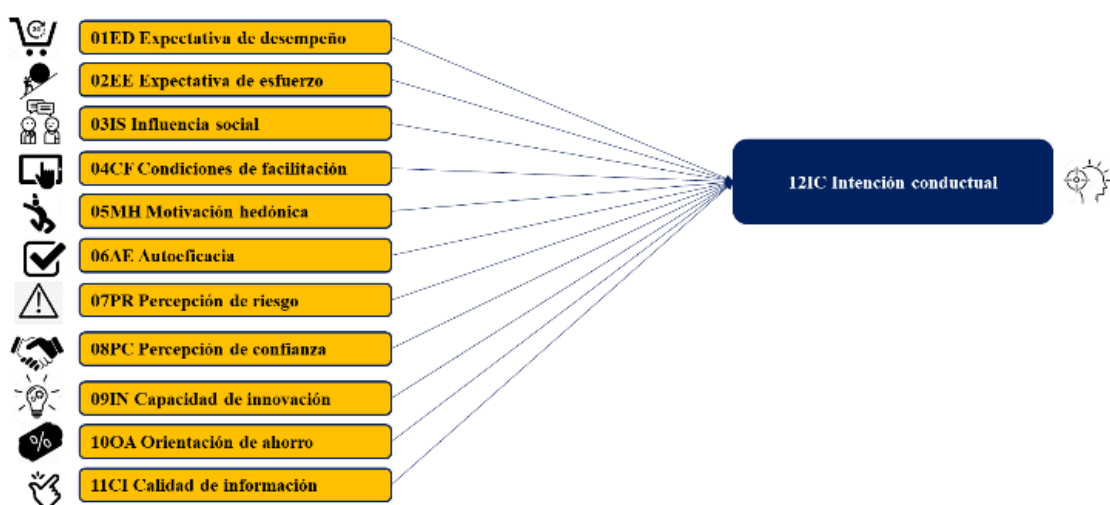 01ED Expectativa de desempeño
02EE Expectativa de esfuerzo
03IS Influencia social
04CF Condiciones de facilitación
05MH Motivación hedónica
06AE Autoeficacia
07PR Percepción de riesgo
08PC Percepción de confianza
09IN Capacidad de innovación
%
10OA Orientación de ahorro
11CI Calidad de información
12IC Intención conductual